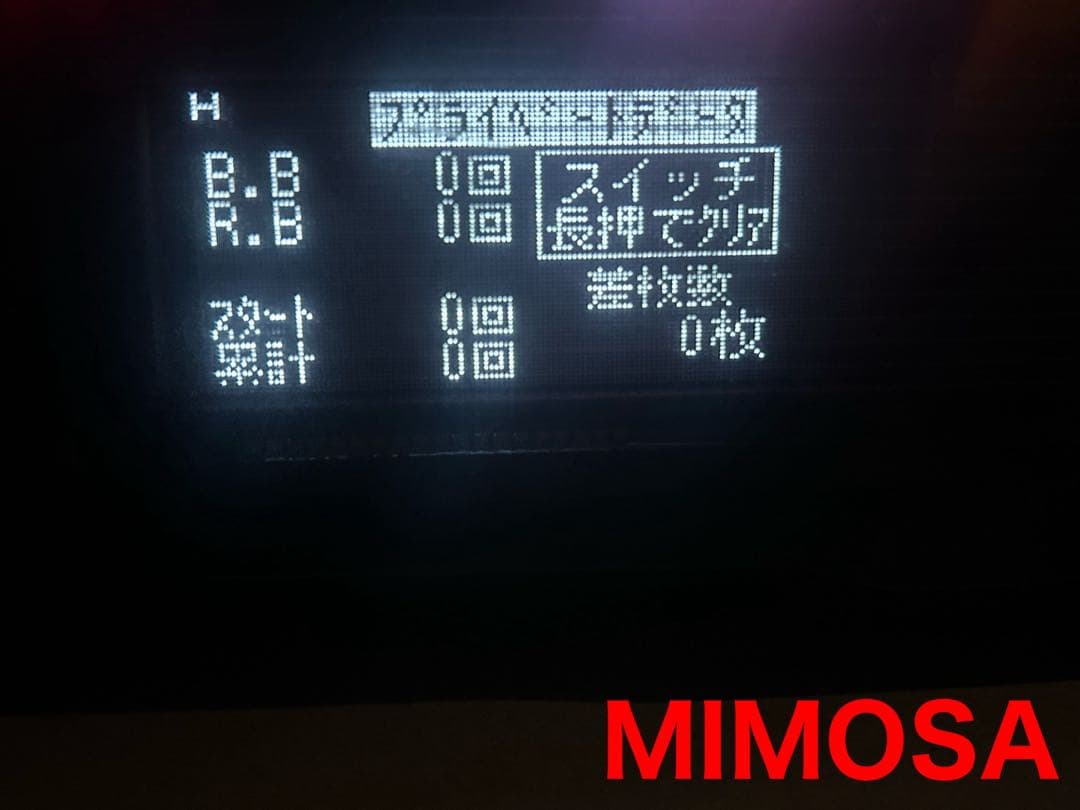 H
プライベートデータ
B.B 0回
R.B 0回
スイッチ
長押でクリア
差枚数
0枚
スタート 0回
累計 0回
MIMOSA